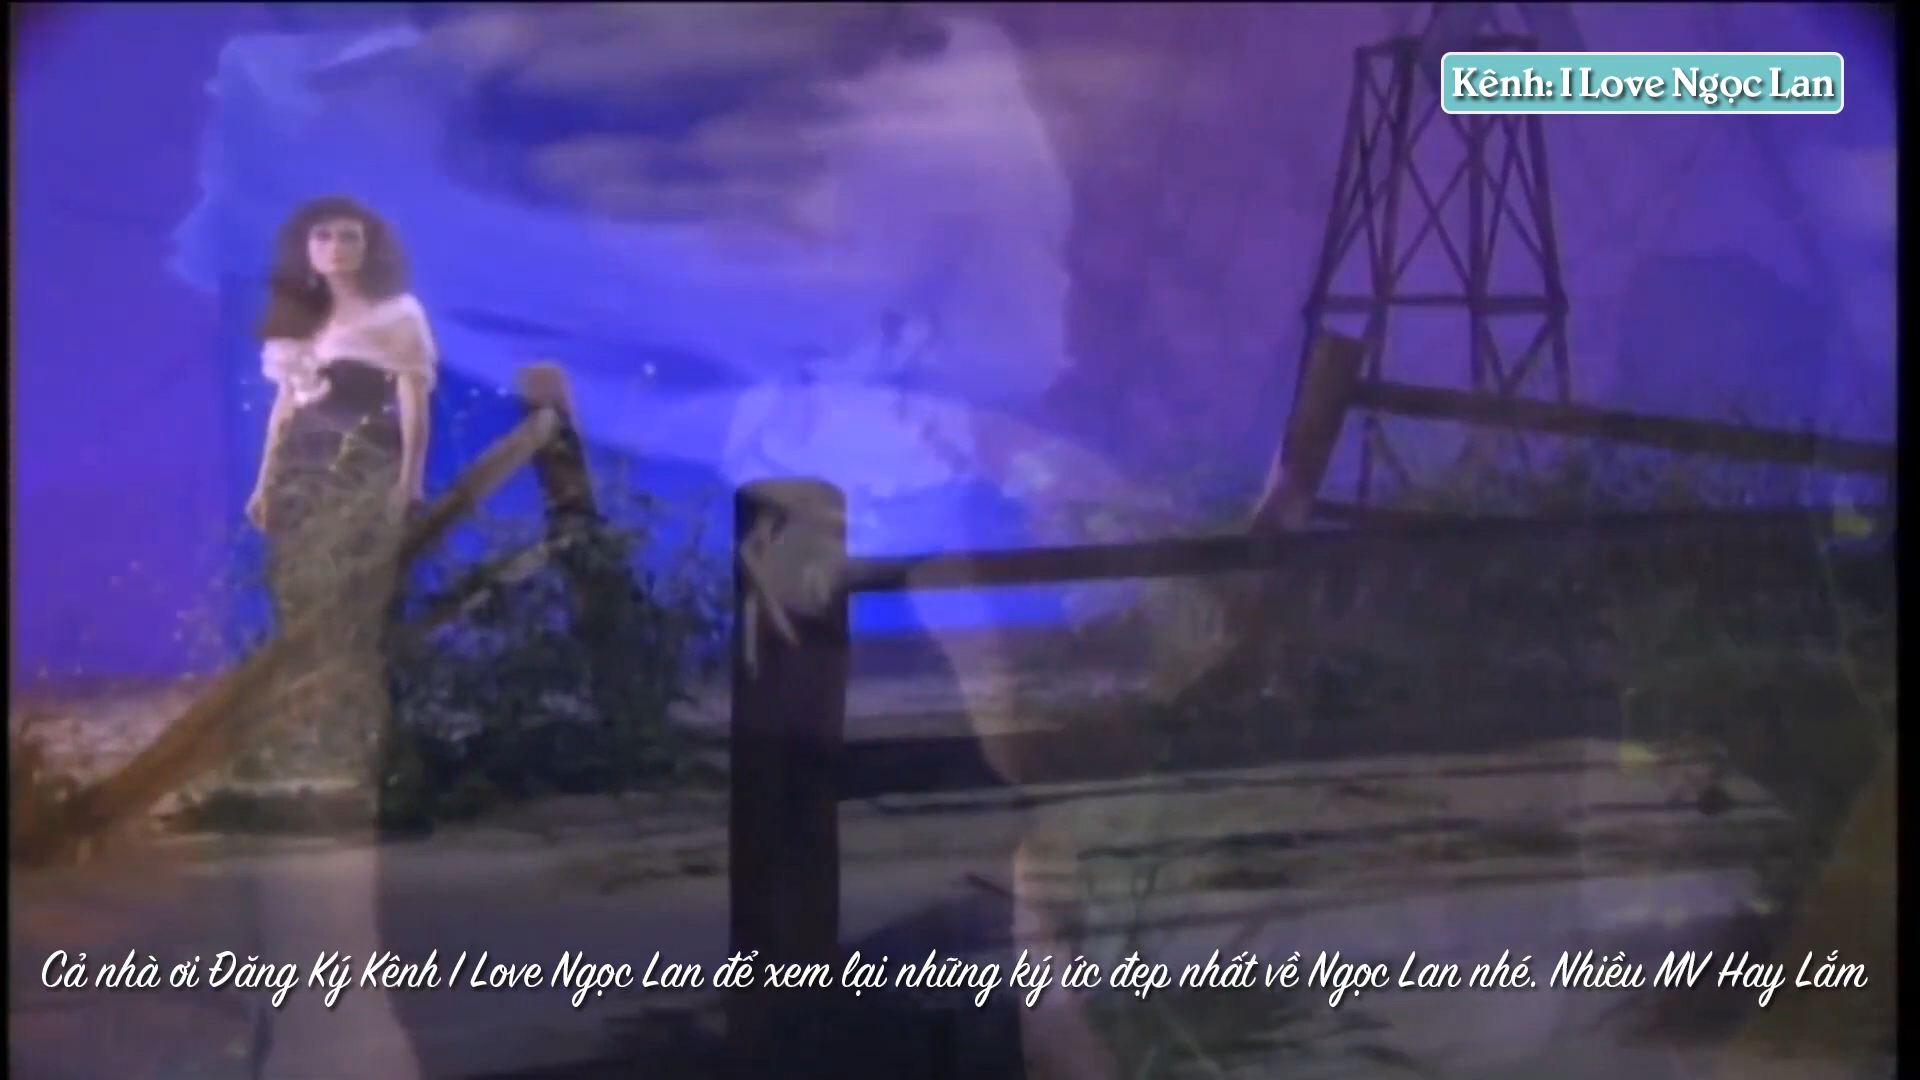 Kênh: I Love Ngọc Lan
Cả nhà ơi Đăng Ký Kênh I Love Ngọc Lan để xem lại những ký ức đẹp nhất về Ngọc Lan nhé. Nhiều MV Hay Lắm